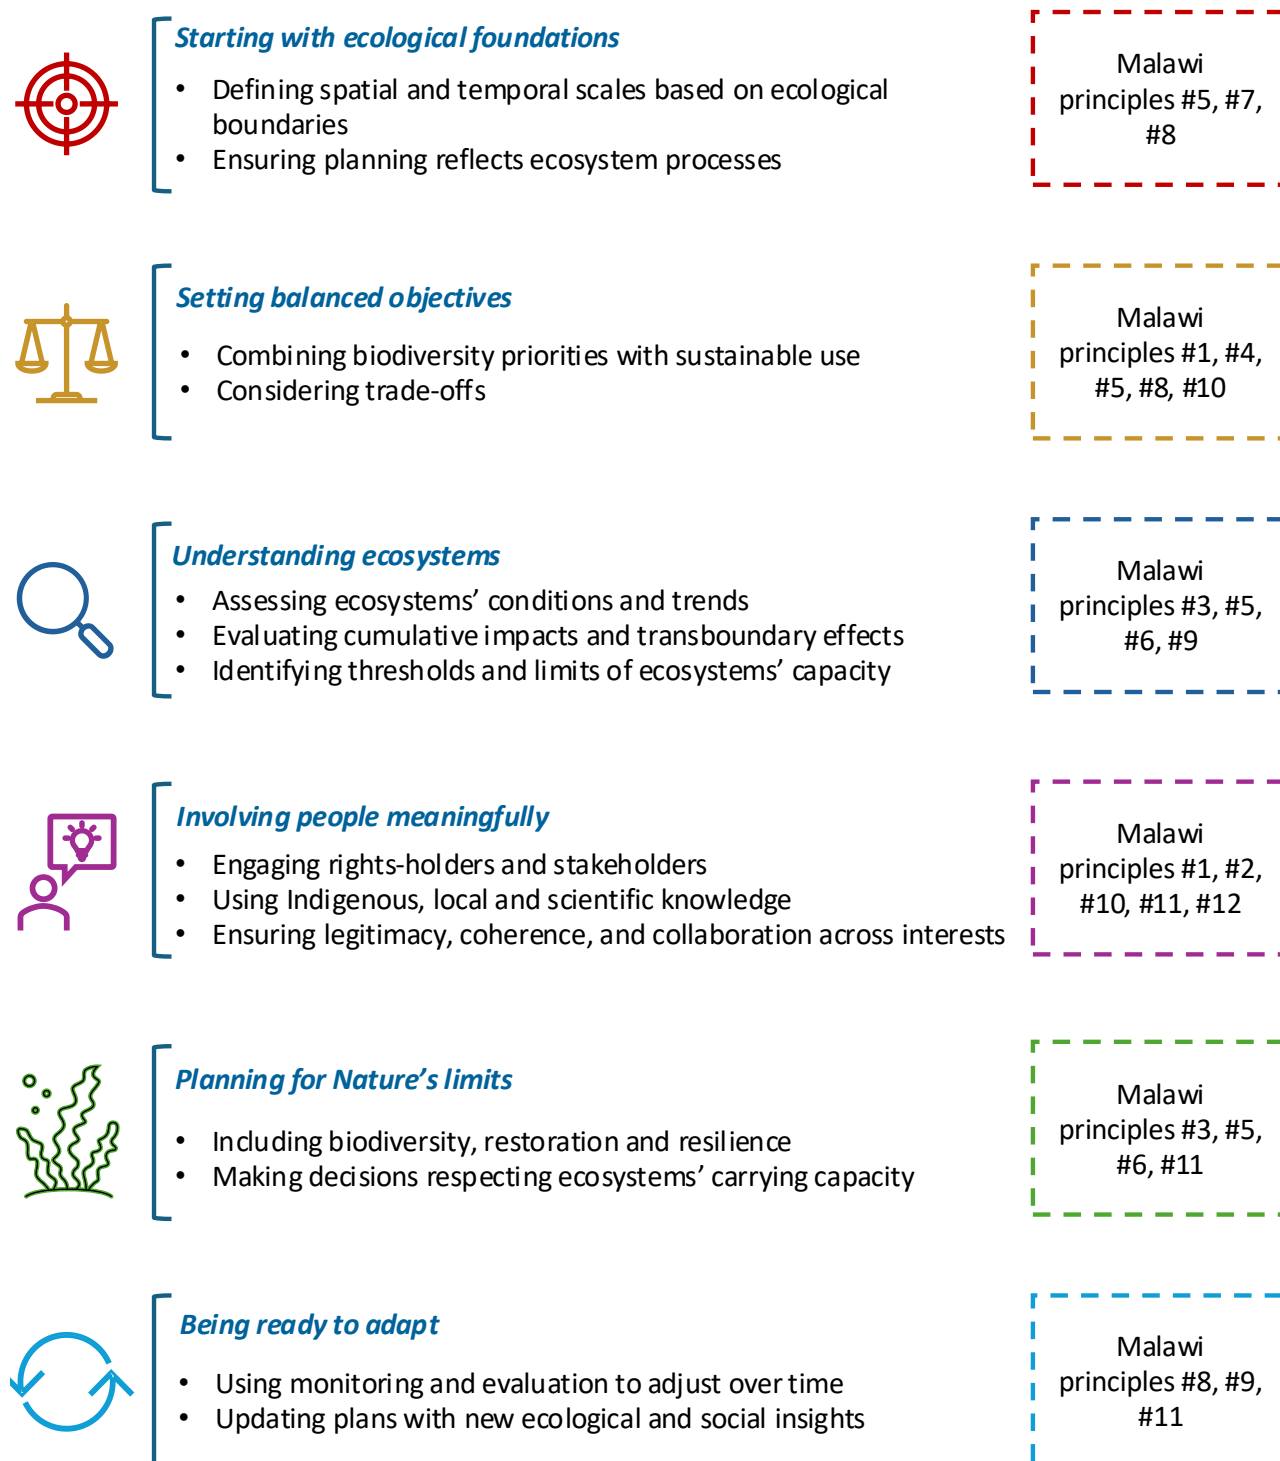 Starting with ecological foundations
• Defining spatial and temporal scales based on ecological
boundaries
• Ensuring planning reflects ecosystem processes
Malawi
principles #5, #7,
#8
Setting balanced objectives
• Combining biodiversity priorities with sustainable use
• Considering trade-offs
Malawi
principles #1, #4,
#5, #8, #10
Understanding ecosystems
• Assessing ecosystems’ conditions and trends
• Evaluating cumulative impacts and transboundary effects
• Identifying thresholds and limits of ecosystems’ capacity
Malawi
principles #3, #5,
#6, #9
Involving people meaningfully
• Engaging rights-holders and stakeholders
• Using Indigenous, local and scientific knowledge
• Ensuring legitimacy, coherence, and collaboration across interests
Malawi
principles #1, #2,
#10, #11, #12
Planning for Nature’s limits
• Including biodiversity, restoration and resilience
• Making decisions respecting ecosystems’ carrying capacity
Malawi
principles #3, #5,
#6, #11
Being ready to adapt
• Using monitoring and evaluation to adjust over time
• Updating plans with new ecological and social insights
Malawi
principles #8, #9,
#11